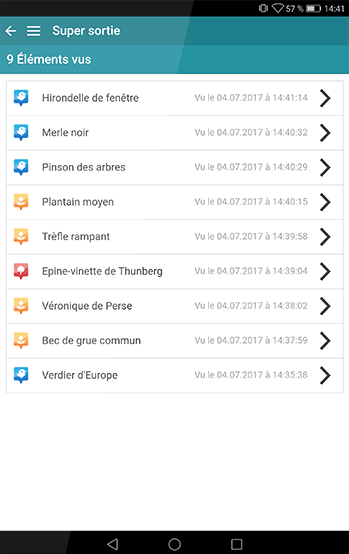 57 % 14:41
Super sortie
9 Éléments vus
Hirondelle de fenêtre Vu le 04.07.2017 à 14:41:14
Merle noir Vu le 04.07.2017 à 14:40:32
Pinson des arbres Vu le 04.07.2017 à 14:40:29
Plantain moyen Vu le 04.07.2017 à 14:40:15
Trèfle rampant Vu le 04.07.2017 à 14:39:58
Epine-vinette de Thunberg Vu le 04.07.2017 à 14:39:04
Véronique de Perse Vu le 04.07.2017 à 14:38:02
Bec de grue commun Vu le 04.07.2017 à 14:37:59
Verdier d'Europe Vu le 04.07.2017 à 14:35:38